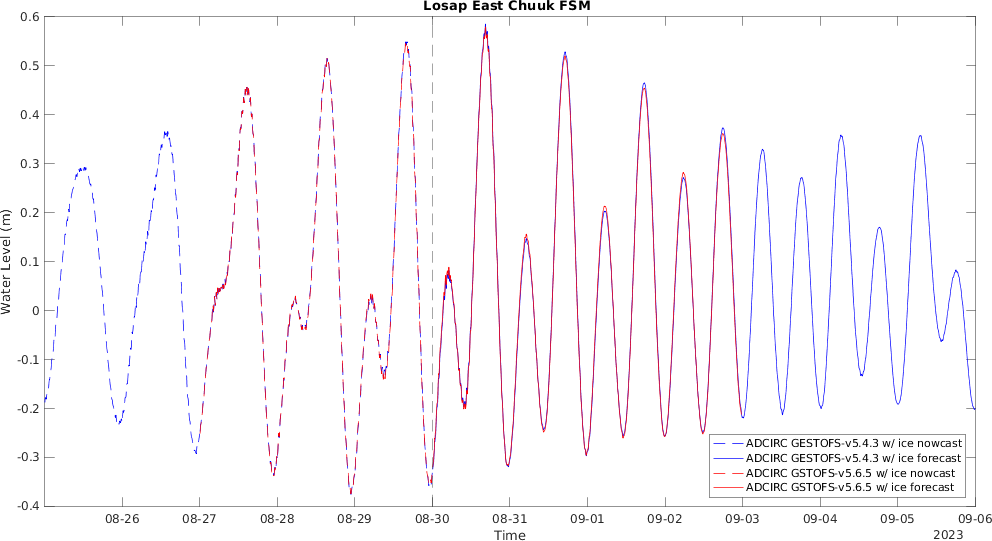 Losap East Chuuk FSM
0.6
0.5
0.4
0.3
0.2
0.1
0
-0.1
-0.2
-0.3
-0.4
Water Level (m)
ADCIRC GESTOFS-v5.4.3 w/ ice nowcast
ADCIRC GESTOFS-v5.4.3 w/ ice forecast
ADCIRC GSTOFS-v5.6.5 w/ ice nowcast
ADCIRC GSTOFS-v5.6.5 w/ ice forecast
08-26 08-27 08-28 08-29 08-30 08-31 09-01 09-02 09-03 09-04 09-05 09-06
Time
2023